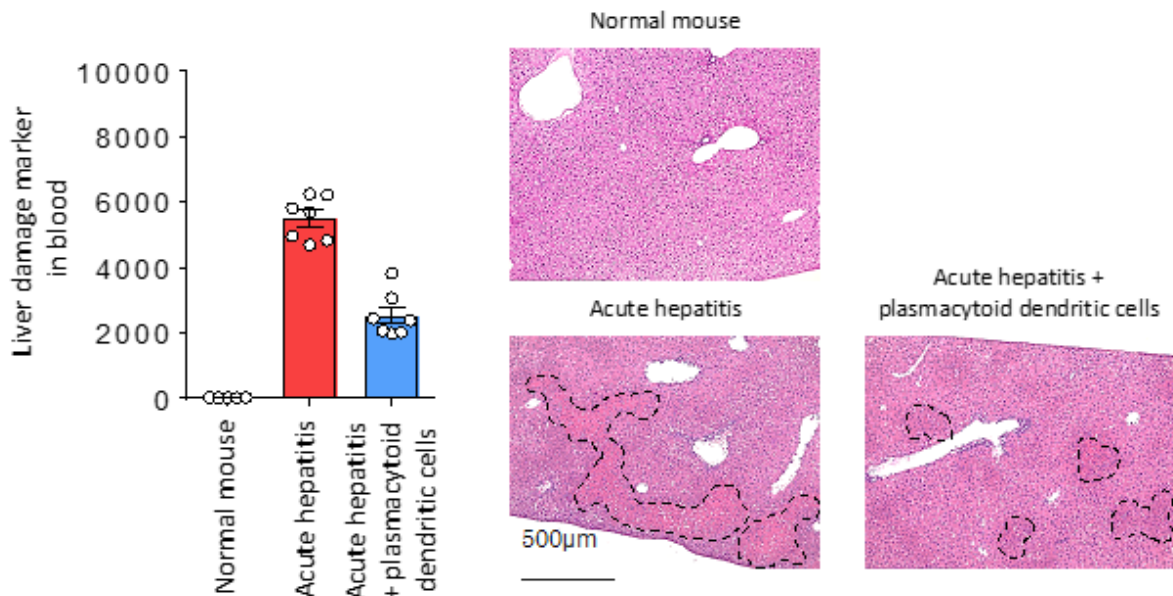 Liver damage marker
in blood
10000
8000
6000
4000
2000
0
Normal mouse
Acute hepatitis
Acute hepatitis
+ plasmacytoid
dendritic cells
Normal mouse
Acute hepatitis
500μm
Acute hepatitis +
plasmacytoid dendritic cells